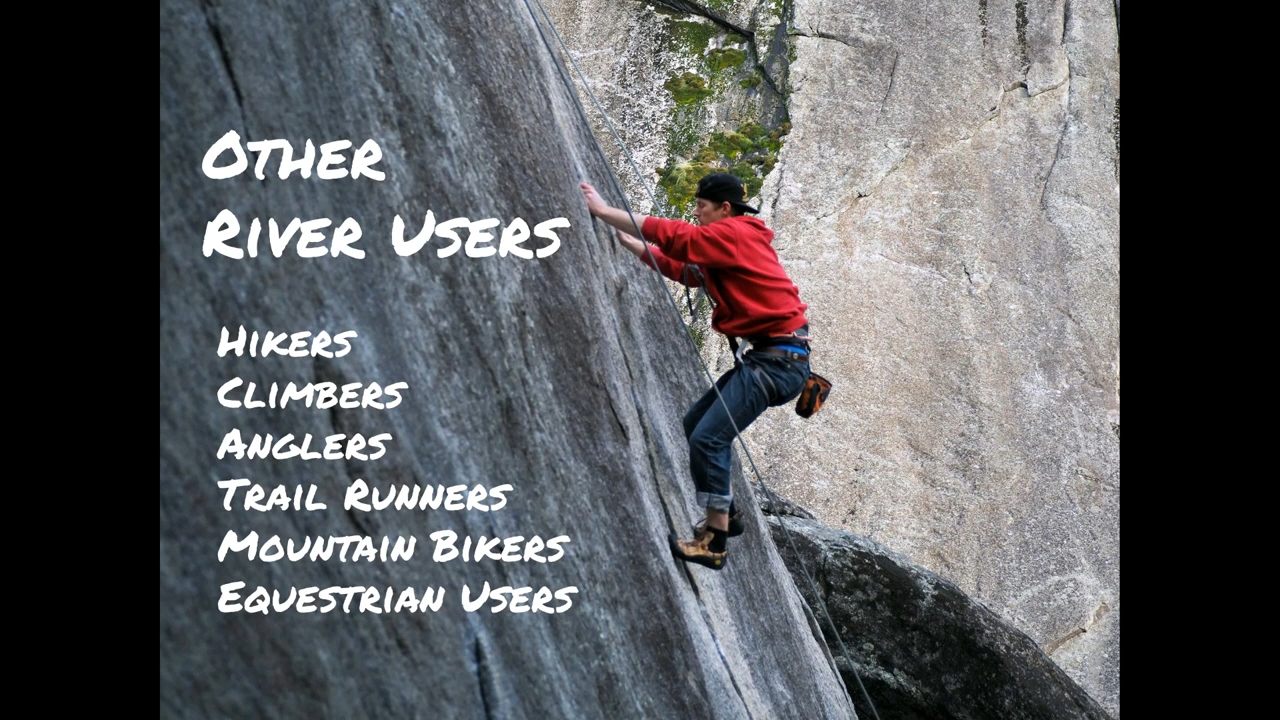 Other
River Users
Hikers
Climbers
Anglers
Trail Runners
Mountain Bikers
Equestrian Users